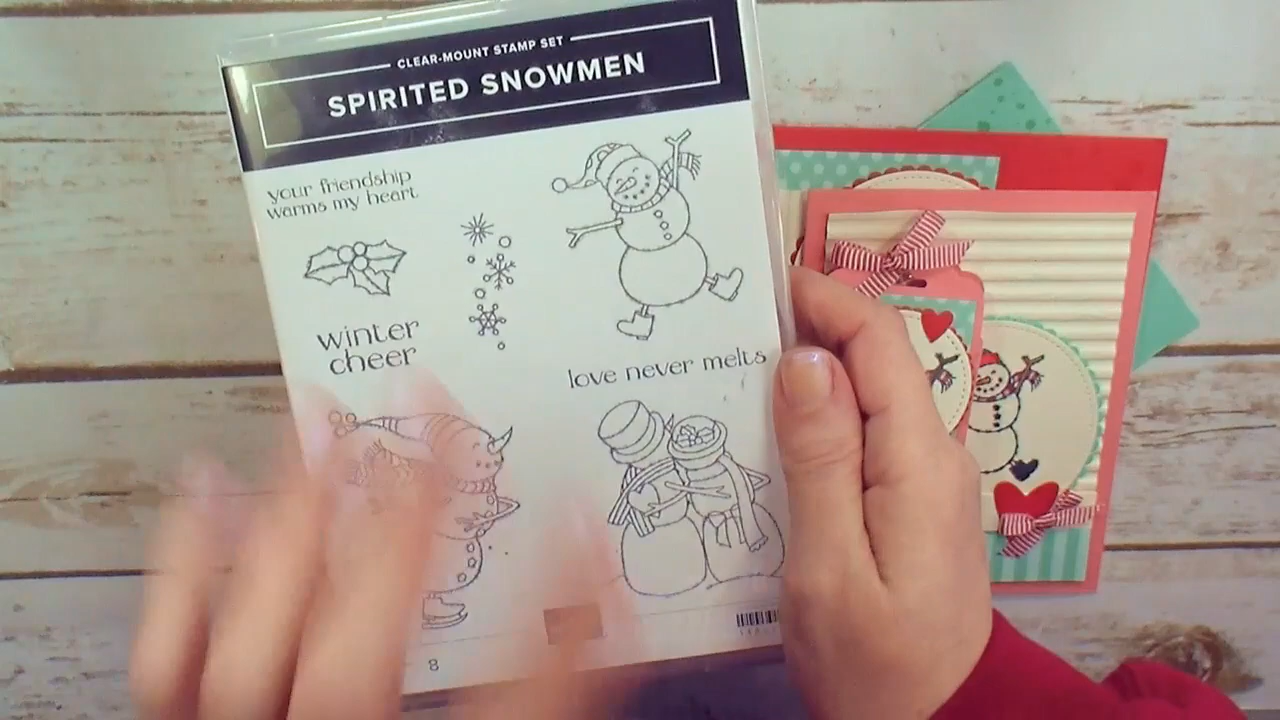 CLEAR-MOUNT STAMP SET
SPIRITED SNOWMEN
your friendship
warms my heart
winter
cheer
love never melts
8